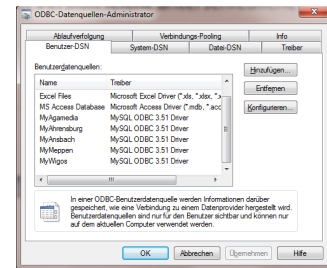 ODBC-Datenquellen-Administrator
Ablaufverfolgung Verbindungs-Pooling Info
Benutzer-DSN System-DSN Datei-DSN Treiber
Benutzerdatenquellen:
Hinzufügen...
Entfernen
Konfigurieren...
Name Treiber
Excel Files Microsoft Excel Driver (*.xls, *.xlsx, *.x
MS Access Database Microsoft Access Driver (*.mdb, *.acc
MyAgamedia MySQL ODBC 3.51 Driver
MyAhrensburg MySQL ODBC 3.51 Driver
MyAnsbach MySQL ODBC 3.51 Driver
MyMeppen MySQL ODBC 3.51 Driver
MyWigos MySQL ODBC 3.51 Driver
In einer ODBC-Benutzerdatenquelle werden Informationen darüber
gespeichert, wie eine Verbindung zu einem Datenprovider hergestellt wird.
Benutzerdatenquellen sind nur für den Benutzer sichtbar und können nur
auf dem aktuellen Computer verwendet werden.
OK Abbrechen Übernehmen Hilfe